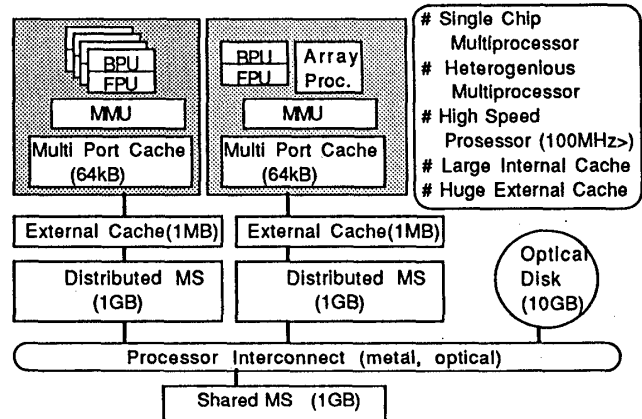 BPU
FPU
MMU
Multi Port Cache
(64kB)
External Cache(1MB)
Distributed MS
(1GB)
BPU
FPU
Array
Proc.
MMU
Multi Port Cache
(64kB)
External Cache(1MB)
Distributed MS
(1GB)
# Single Chip
Multiprocessor
# Heterogenious
Multiprocessor
# High Speed
Prosessor (100MHz>)
# Large Internal Cache
# Huge External Cache
Optical
Disk
(10GB)
Processor Interconnect (metal, optical)
Shared MS (1GB)